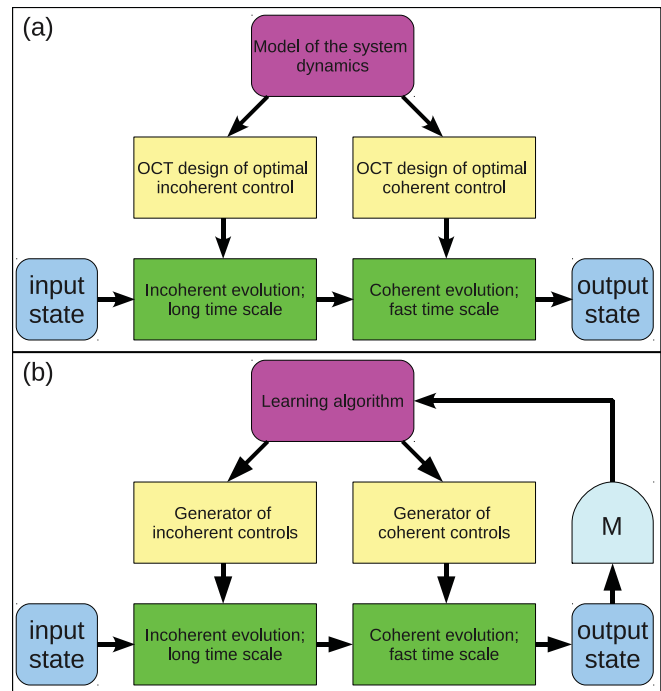 (a)
Model of the system
dynamics
OCT design of optimal
incoherent control
OCT design of optimal
coherent control
input
state
Incoherent evolution;
long time scale
Coherent evolution;
fast time scale
output
state
(b)
Learning algorithm
Generator of
incoherent controls
Generator of
coherent controls
M
input
state
Incoherent evolution;
long time scale
Coherent evolution;
fast time scale
output
state